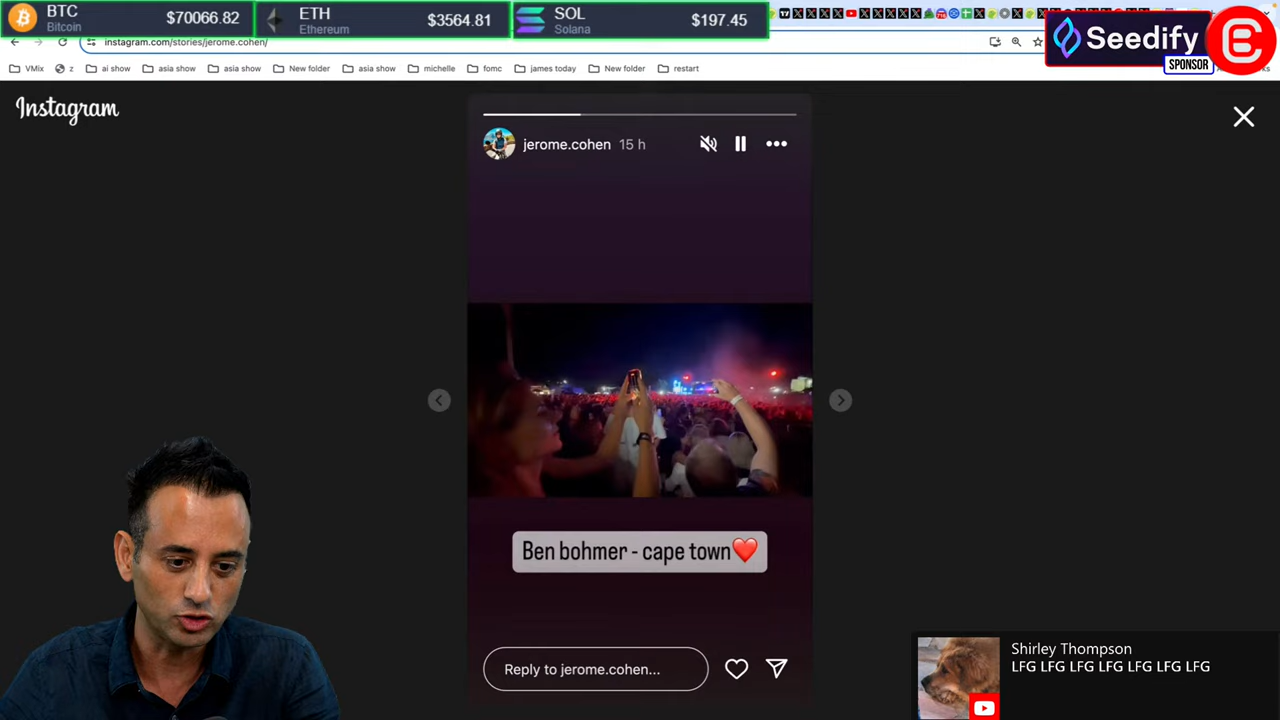 BTC
Bitcoin
$70066.82
ETH
Ethereum
$3564.81
SOL
Solana
$197.45
instagram.com/stories/jerome.cohen/
VMix
z
ai show
asia show
asia show
New folder
michelle
fomc
asia show
james today
New folder
restart
Seedify
SPONSOR
Instagram
jerome.cohen 15 h
Ben bohmer - cape town❤️
Reply to jerome.cohen...
Shirley Thompson
LFG LFG LFG LFG LFG LFG LFG